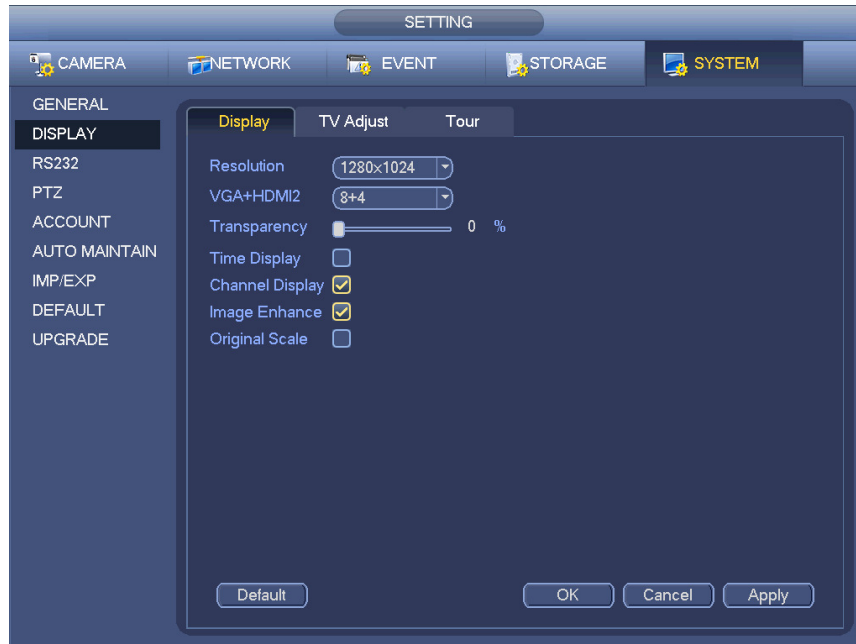 SETTING
CAMERA NETWORK EVENT STORAGE SYSTEM
GENERAL
DISPLAY
RS232
PTZ
ACCOUNT
AUTO MAINTAIN
IMP/EXP
DEFAULT
UPGRADE
Display TV Adjust Tour
Resolution 1280×1024
VGA+HDMI2 8+4
Transparency 0 %
Time Display
Channel Display
Image Enhance
Original Scale
Default OK Cancel Apply